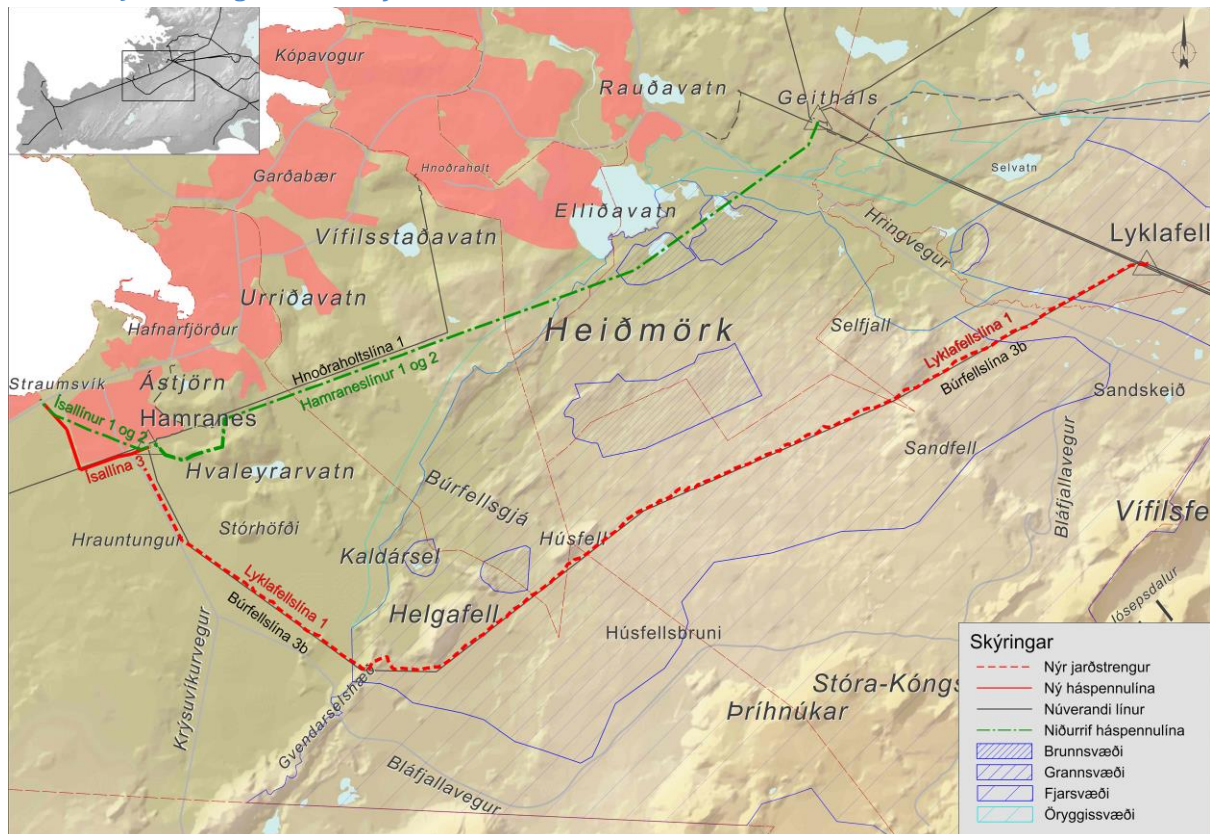 Kópavogur
Rauðavatn
Geitháls
Garðabær
Hnoðraholt
Selvatn
Elliðavatn
Vífilsstaðavatn
Hringvegur
Lyklafell
Urriðavatn
Hafnarfjörður
Heiðmörk
Selfjall
Hnoðraholtslína 1
Hamraneslínur 1 og 2
Lyklafellslína 1
Búrfellslína 3b
Straumsvík
Ástjörn
Ísallínur 1 og 2
Hamranes
Sandskeið
Ísallína 3
Hvaleyrarvatn
Sandfell
Bláfjallavegur
Búrfellsgjá
Vífilsfe
Hrauntungur
Stórhöfði
Kaldársel
Húsfell
Lyklafellslína 1
Búrfellslína 3b
Helgafell
Húsfellsbruni
Jósepsdalur
Krýsuvíkurvegur
Gvendarselshæð
Stóra-Kóngs
Þríhnúkar
Bláfjallavegur
Skýringar
Nýr jarðstrengur
Ný háspennulína
Núverandi línur
Niðurrif háspennulína
Brunnsvæði
Grannsvæði
Fjarsvæði
Öryggissvæði